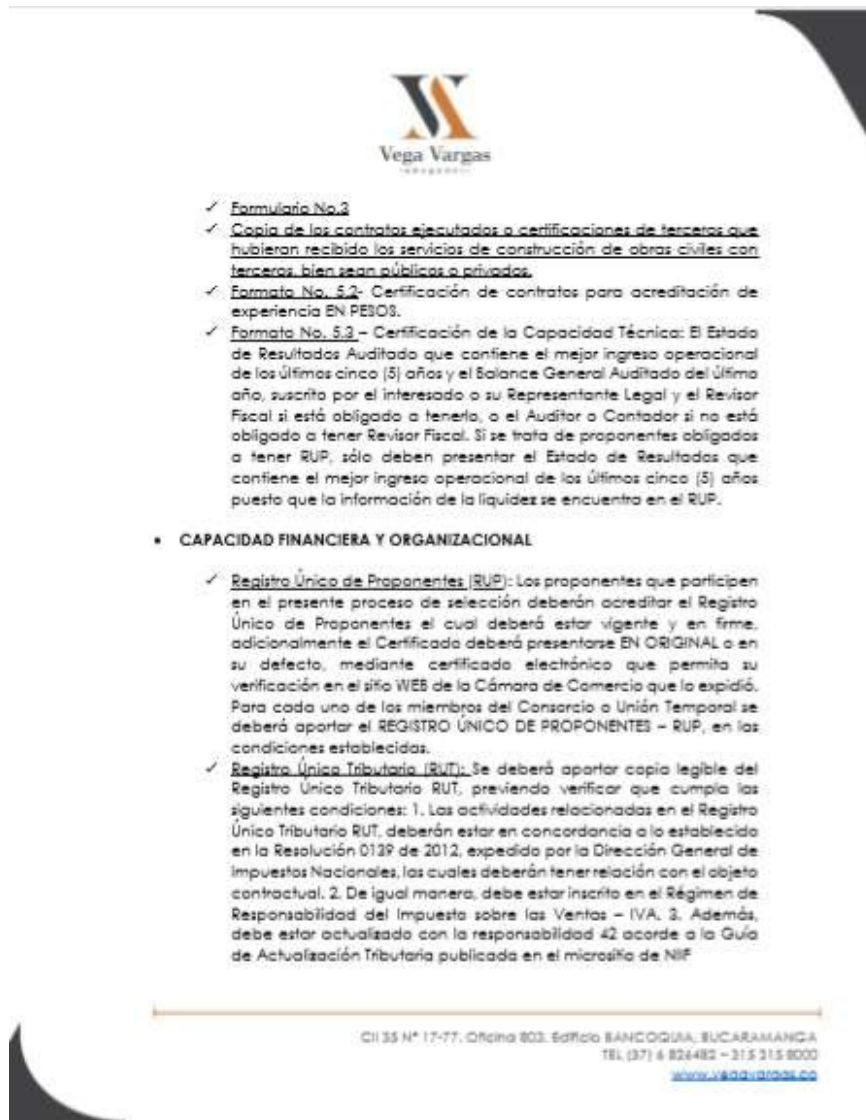 Vega Vargas
✓ Formulario No.3
✓ Copia de los contratos ejecutados o certificaciones de terceros que
hubieran recibido los servicios de construcción de obras civiles con
terceros, bien sean públicos o privados.
✓ Formato No. 5.2- Certificación de contratos para acreditación de
experiencia EN PESOS.
✓ Formato No. 5.3 – Certificación de la Capacidad Técnica: El Estado
de Resultados Auditado que contiene el mejor ingreso operacional
de los últimos cinco (5) años y el Balance General Auditado del último
año, suscrito por el interesado o su Representante Legal y el Revisor
Fiscal si está obligado a tenerlo, o el Auditor o Contador si no está
obligado a tener Revisor Fiscal. Si se trata de proponentes obligados
a tener RUP, sólo deben presentar el Estado de Resultados que
contiene el mejor ingreso operacional de los últimos cinco (5) años
puesto que la información de la liquidez se encuentra en el RUP.
• CAPACIDAD FINANCIERA Y ORGANIZACIONAL
✓ Registro Único de Proponentes (RUP): Los proponentes que participen
en el presente proceso de selección deberán acreditar el Registro
Único de Proponentes el cual deberá estar vigente y en firme,
adicionalmente el Certificado deberá presentarse EN ORIGINAL o en
su defecto, mediante certificado electrónico que permita su
verificación en el sitio WEB de la Cámara de Comercio que lo expidió.
Para cada uno de los miembros del Consorcio o Unión Temporal se
deberá aportar el REGISTRO ÚNICO DE PROPONENTES – RUP, en las
condiciones establecidas.
✓ Registro Único Tributario (RUT): Se deberá aportar copia legible del
Registro Único Tributario RUT, previendo verificar que cumpla las
siguientes condiciones: 1. Las actividades relacionadas en el Registro
Único Tributario RUT, deberán estar en concordancia a lo establecido
en la Resolución 0139 de 2012, expedida por la Dirección General de
Impuestos Nacionales, las cuales deberán tener relación con el objeto
contractual. 2. De igual manera, debe estar inscrito en el Régimen de
Responsabilidad del Impuesto sobre las Ventas – IVA. 3. Además,
debe estar actualizado con la responsabilidad 42 acorde a la Guía
de Actualización Tributaria publicada en el micrositio de NIIF
Cll 35 N° 17-77. Oficina 803. Edificio BANCOQUIA, BUCARAMANGA
TEL (37) 6 826482 – 315 315 8000
www.vegavargas.co